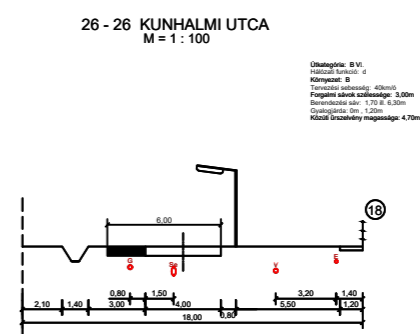 26 - 26 KUNHALMI UTCA
M = 1 : 100
Útkategória: B VI.
Hálózati funkció: d
Környezet: B
Tervezési sebesség: 40km/ó
Forgalmi sávok szélessége: 3,00m
Berendezési sáv: 1,70 ill. 6,30m
Gyalogjárda: 0m , 1,20m
Közúti űrszelvény magassága: 4,70m
18
6,00
G Se V E
0,80 1,50 3,20 1,40
2,10 1,40 3,00 4,00 0,80 5,50 1,20
18,00